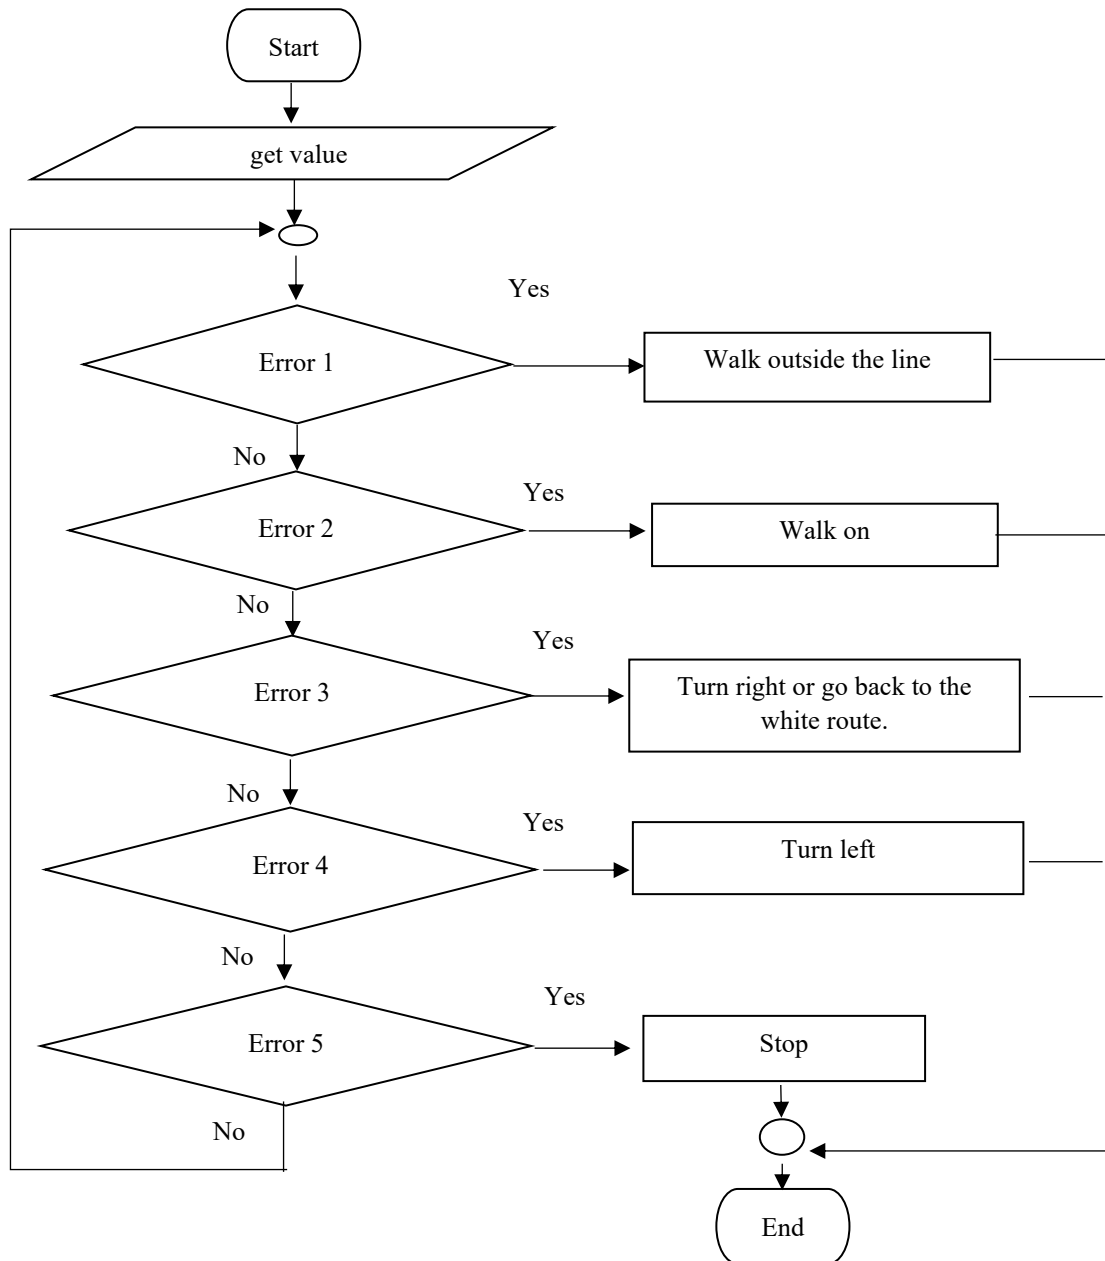 Start
get value
Yes
Error 1
Walk outside the line
No
Yes
Error 2
Walk on
No
Yes
Error 3
Turn right or go back to the
white route.
No
Yes
Error 4
Turn left
No
Yes
Error 5
Stop
No
End